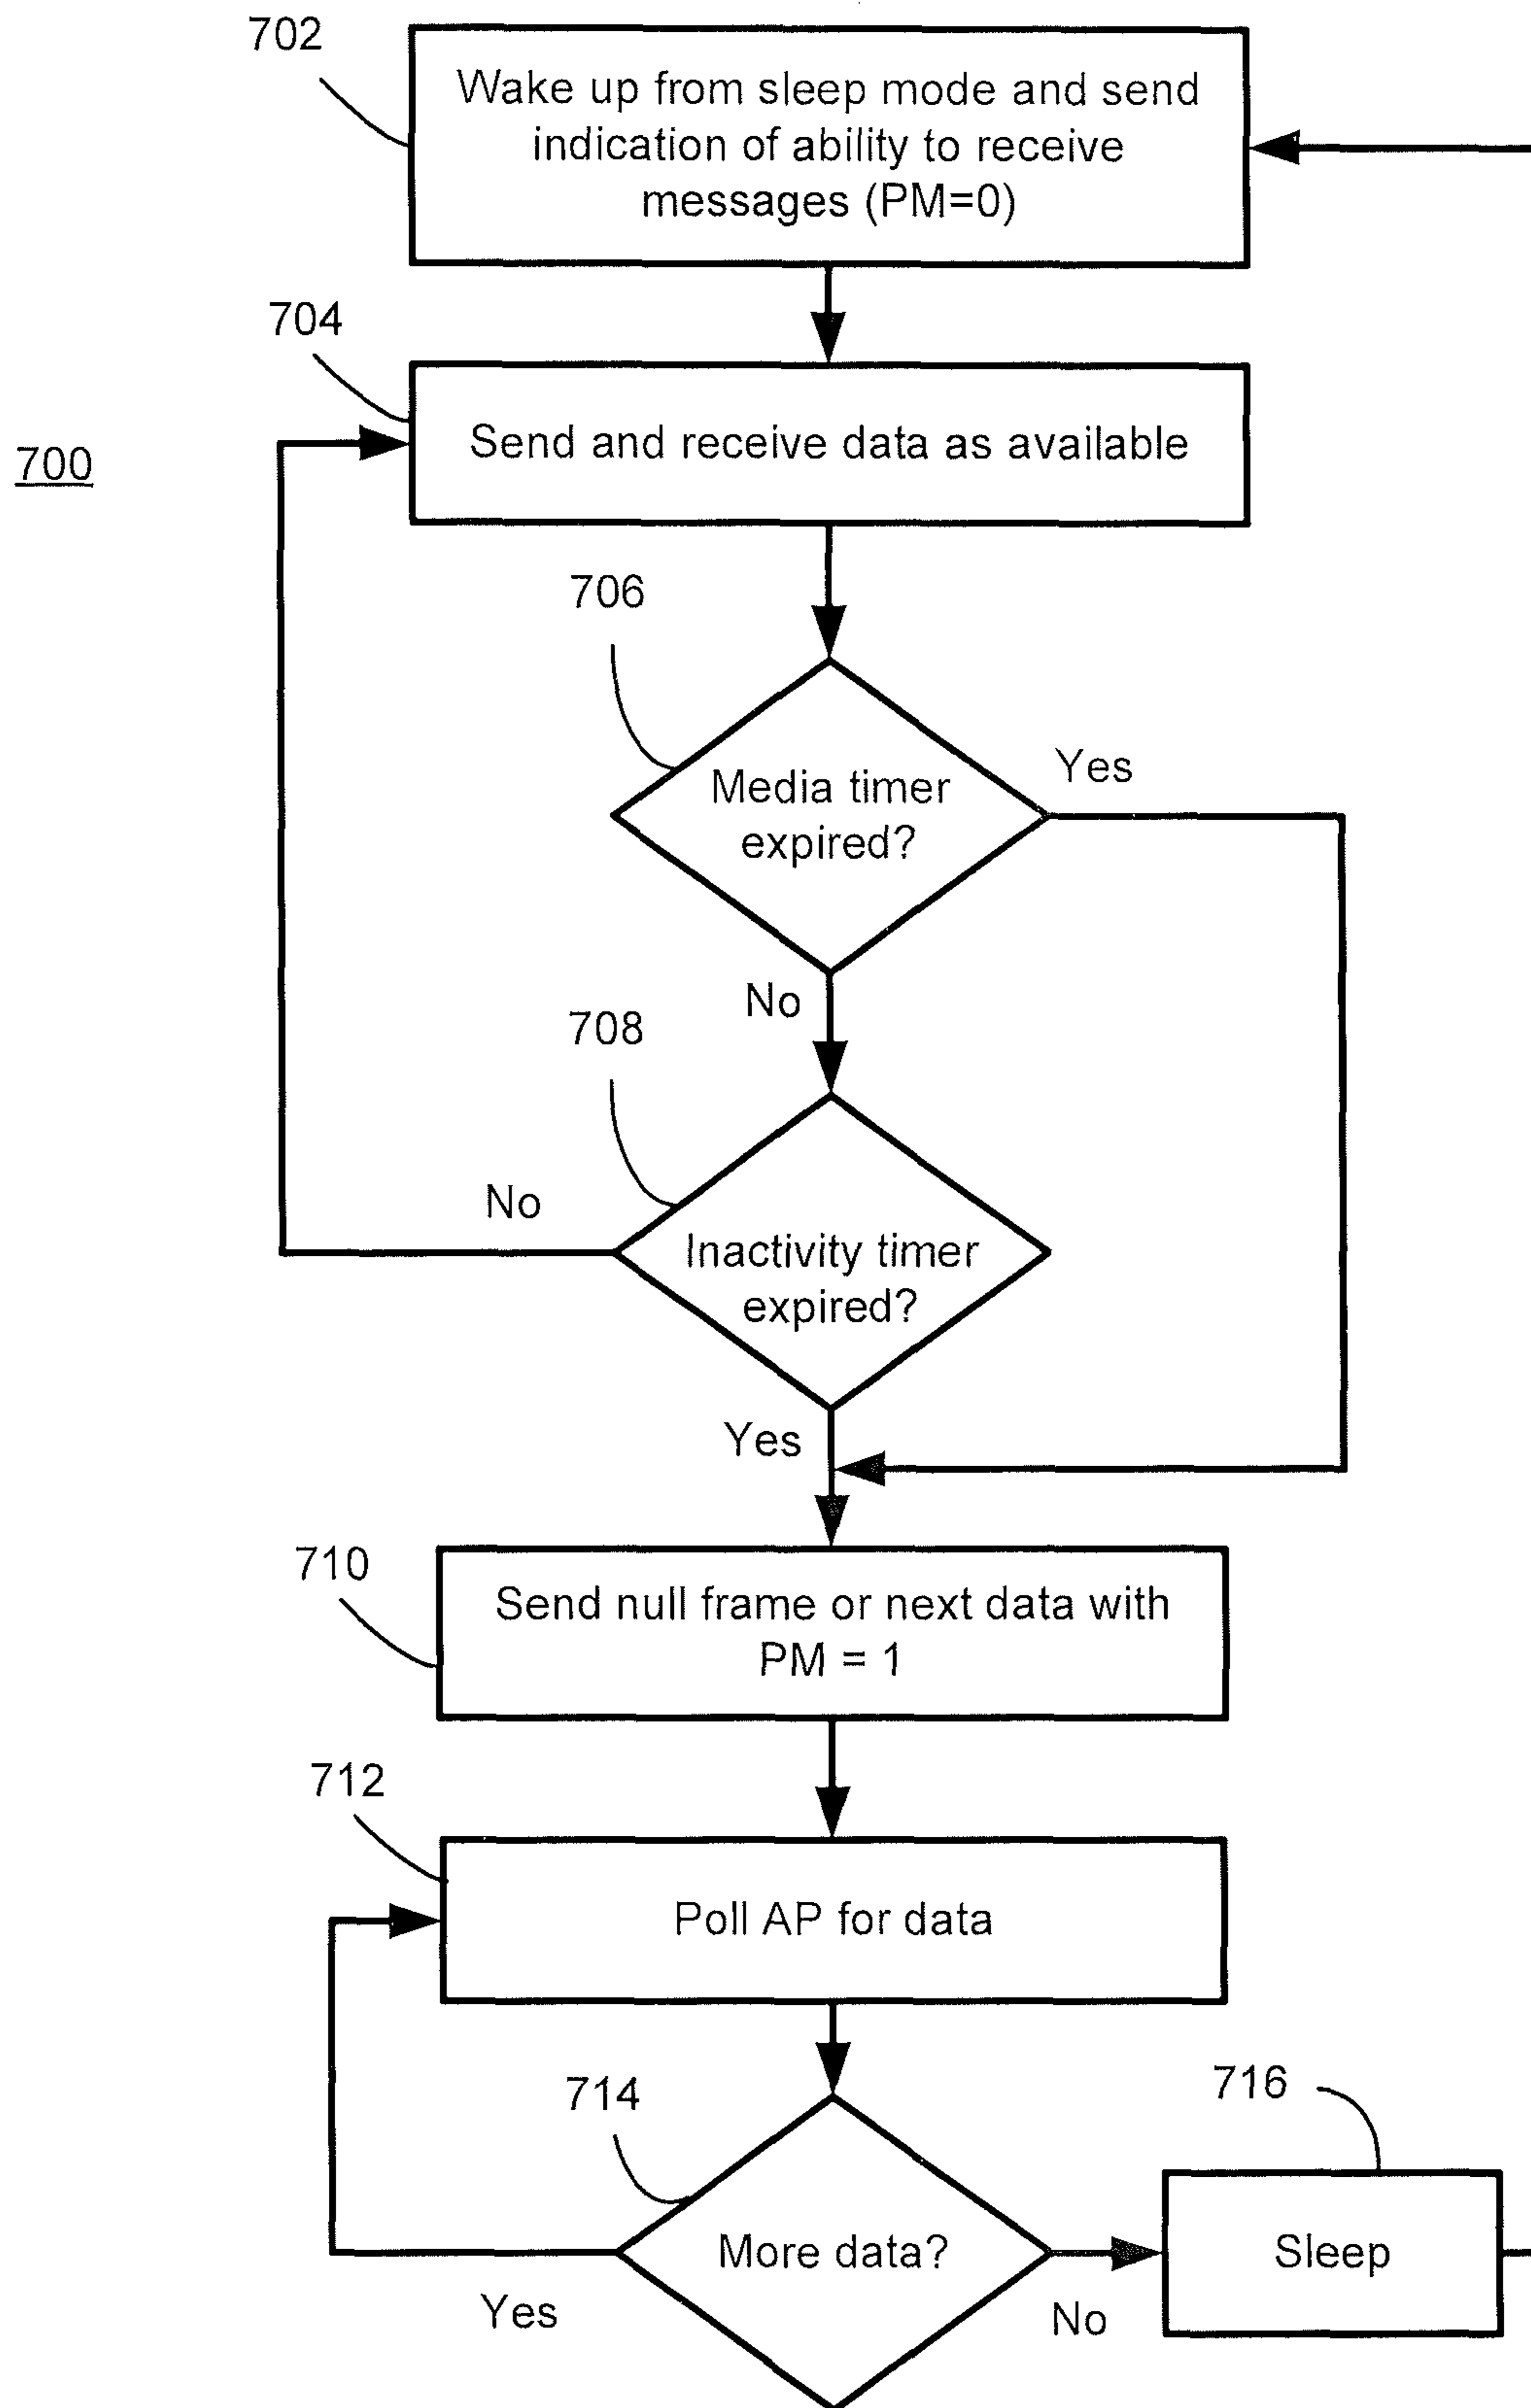 702
Wake up from sleep mode and send
indication of ability to receive
messages (PM=0)
704
Send and receive data as available
700
706
Media timer
expired?
Yes
No
708
Inactivity timer
expired?
No
Yes
710
Send null frame or next data with
PM = 1
712
Poll AP for data
714
More data?
Yes
No
716
Sleep